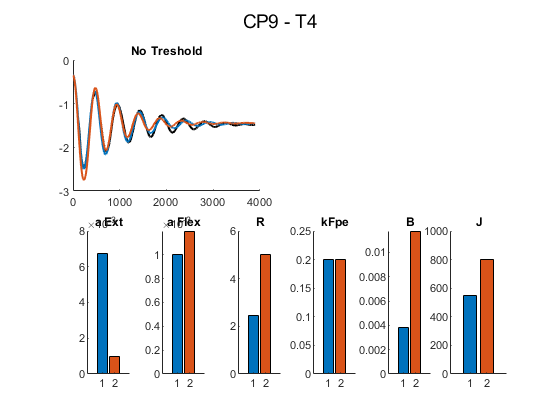 CP9 - T4
No Treshold
0
-1
-2
-3
0 1000 2000 3000 4000
a Ext a Flex R kFpe B J
8 6 4 2 0
1 0.8 0.6 0.4 0.2 0
6 4 2 0
0.25 0.2 0.15 0.1 0.05 0
0.01 0.008 0.006 0.004 0.002 0
1000 800 600 400 200 0
1 2 1 2 1 2 1 2 1 2 1 2